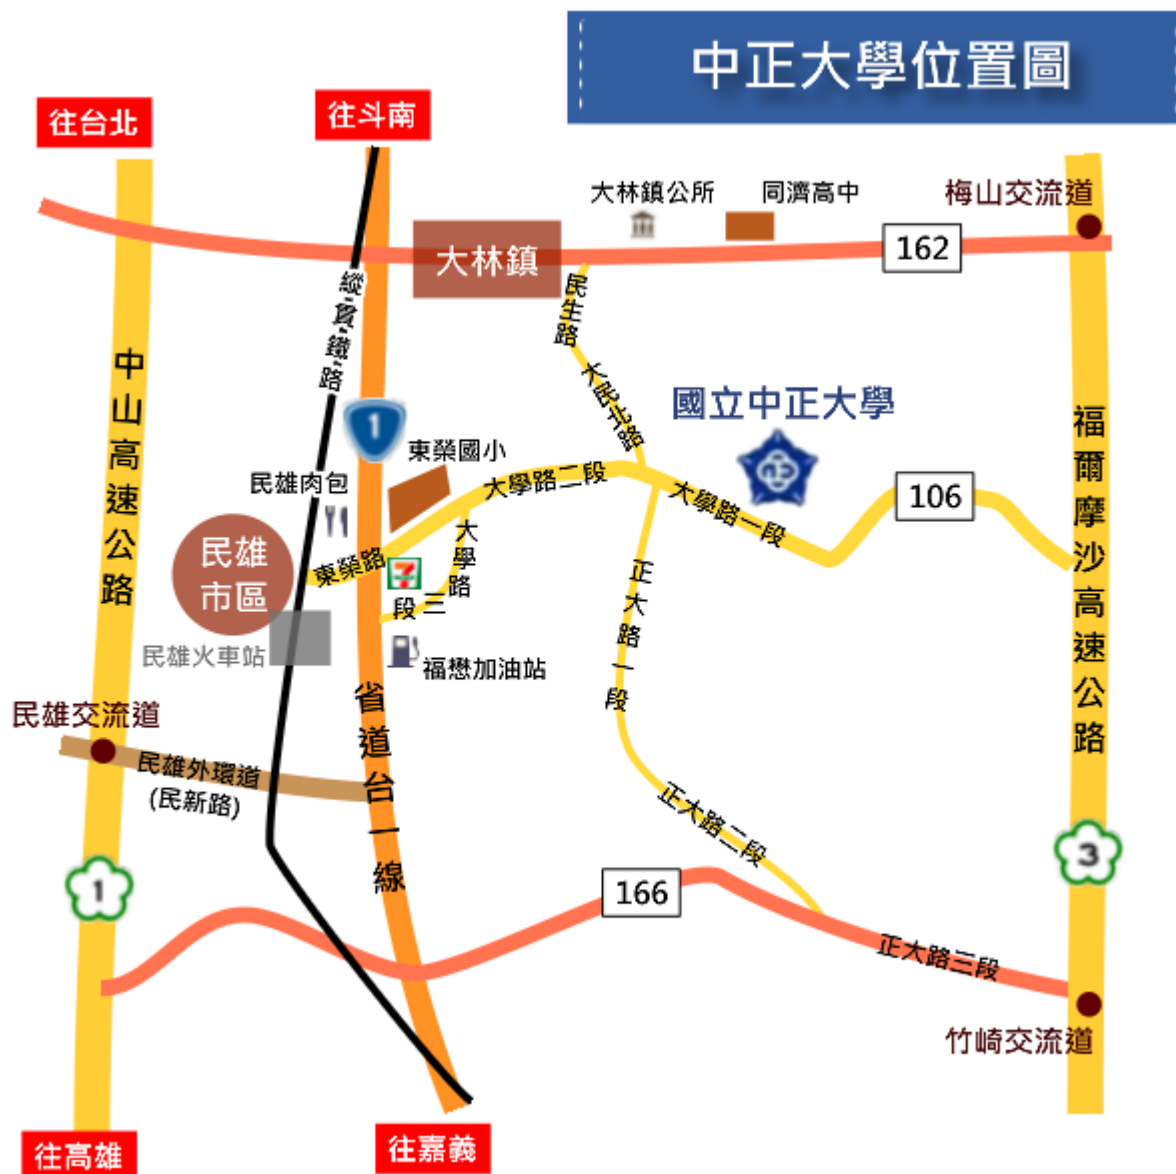 中正大學位置圖
往台北
往斗南
大林鎮公所
同濟高中
梅山交流道
162
大林鎮
民生路
縱貫鐵路
中山高速公路
大民北路
國立中正大學
福爾摩沙高速公路
1
東榮國小
民雄肉包
大學路二段
大學路一段
106
民雄
市區
東榮路
7
大學路三段
正大路一段
民雄火車站
福懋加油站
省道台一線
民雄交流道
民雄外環道
(民新路)
正大路二段
3
1
166
正大路三段
竹崎交流道
往高雄
往嘉義